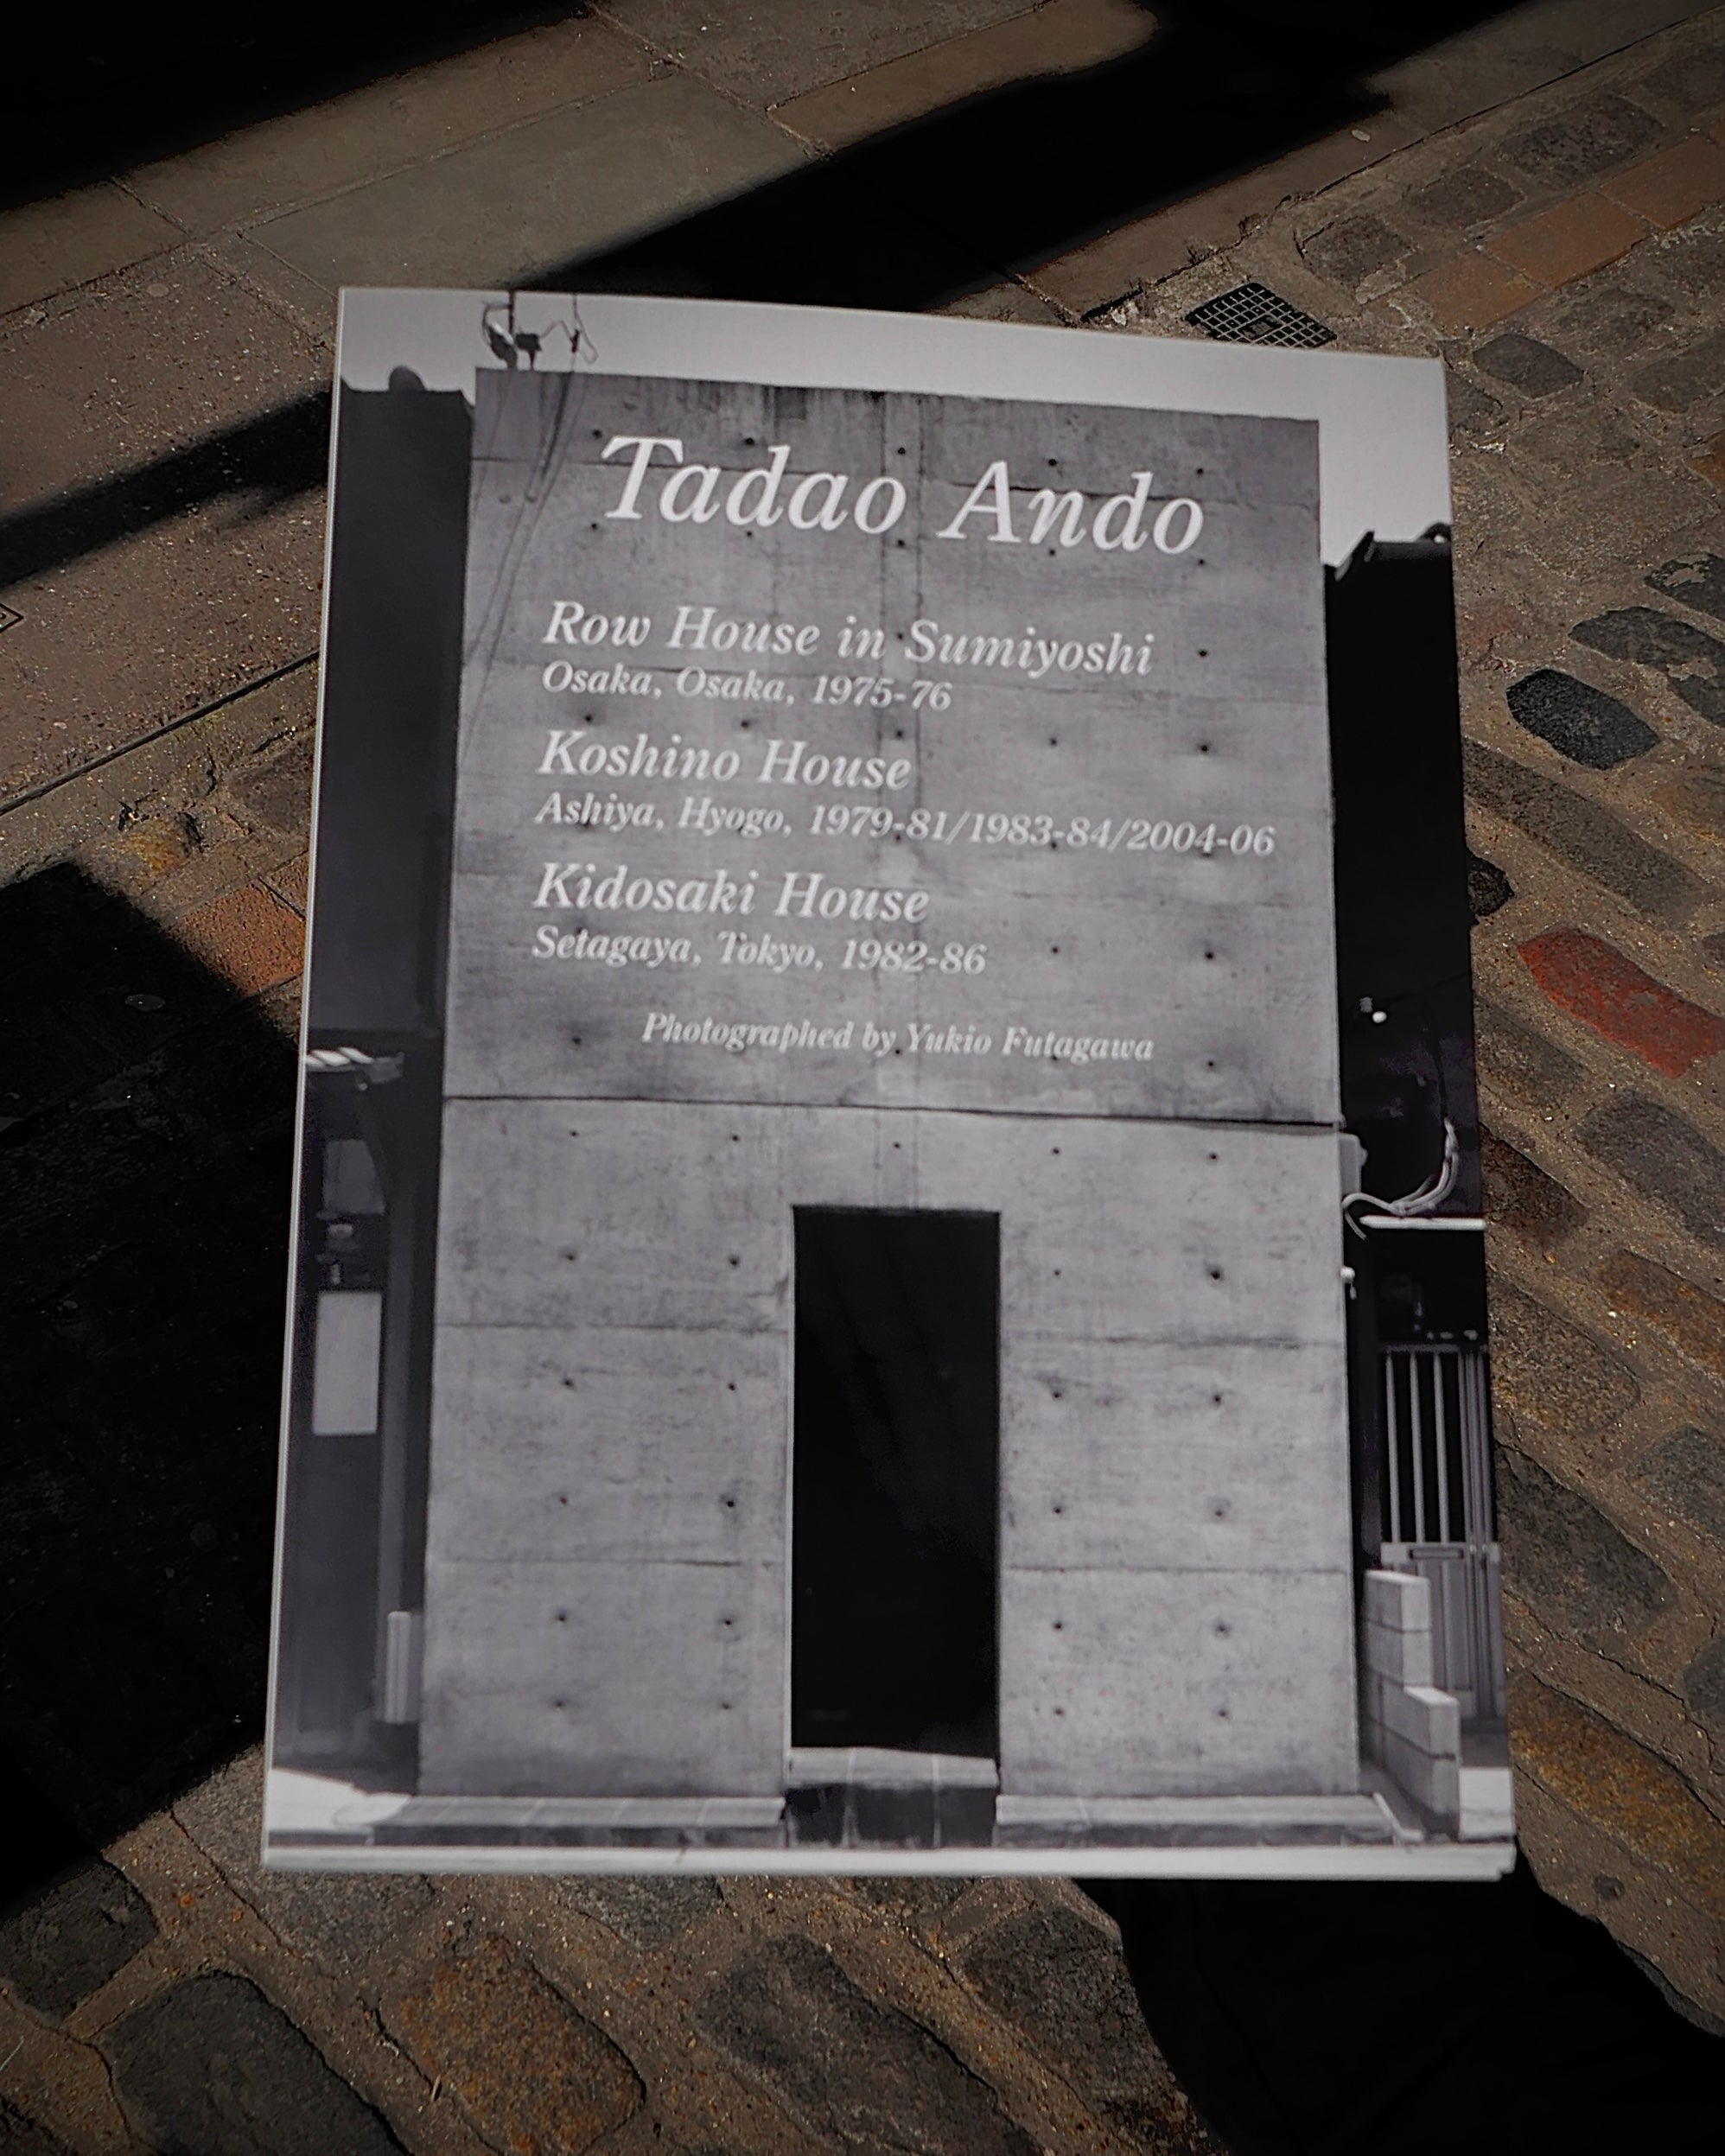 Tadao Ando
Row House in Sumiyoshi
Osaka, Osaka, 1975-76
Koshino House
Ashiya, Hyogo, 1979-81/1983-84/2004-06
Kidosaki House
Setagaya, Tokyo, 1982-86
Photographed by Yukio Futagawa